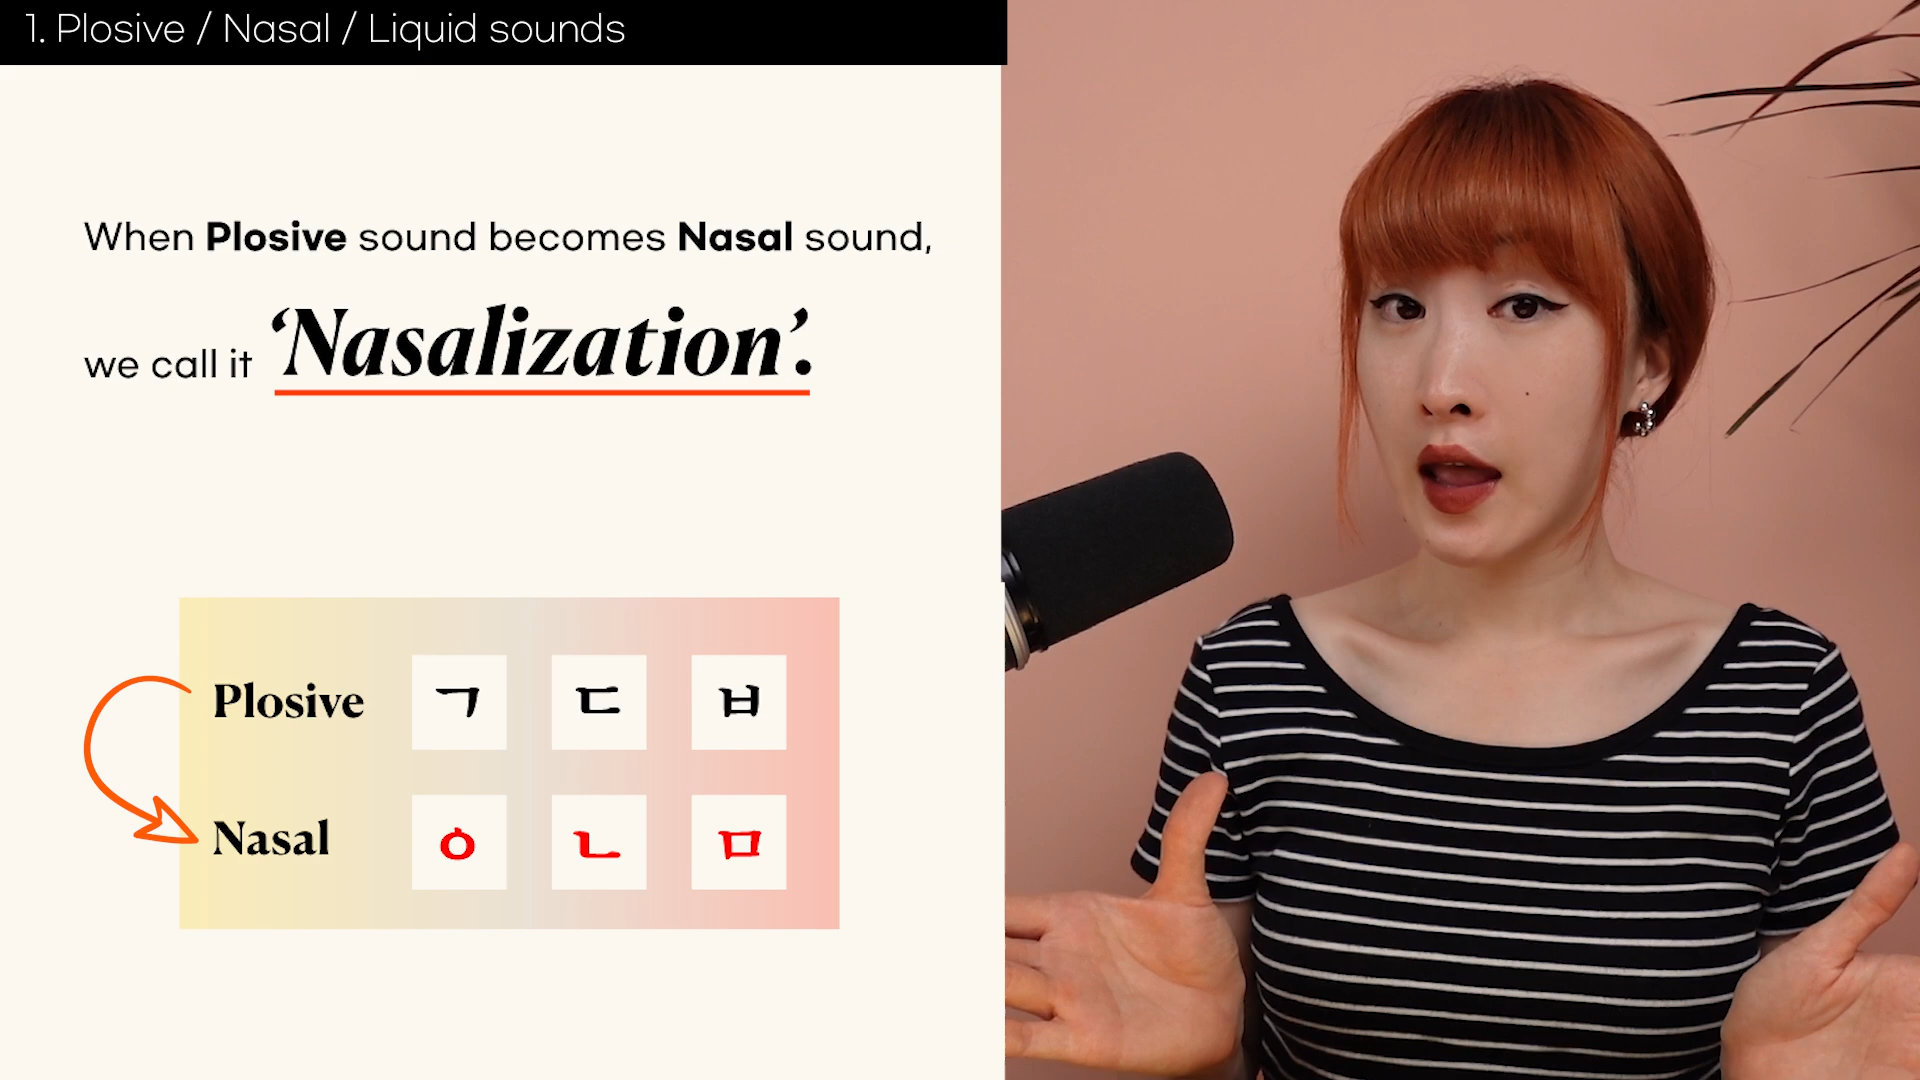 1. Plosive / Nasal / Liquid sounds
When Plosive sound becomes Nasal sound,
we call it ‘Nasalization’.
Plosive ㄱ ㄷ ㅂ
Nasal ㅇ ㄴ ㅁ